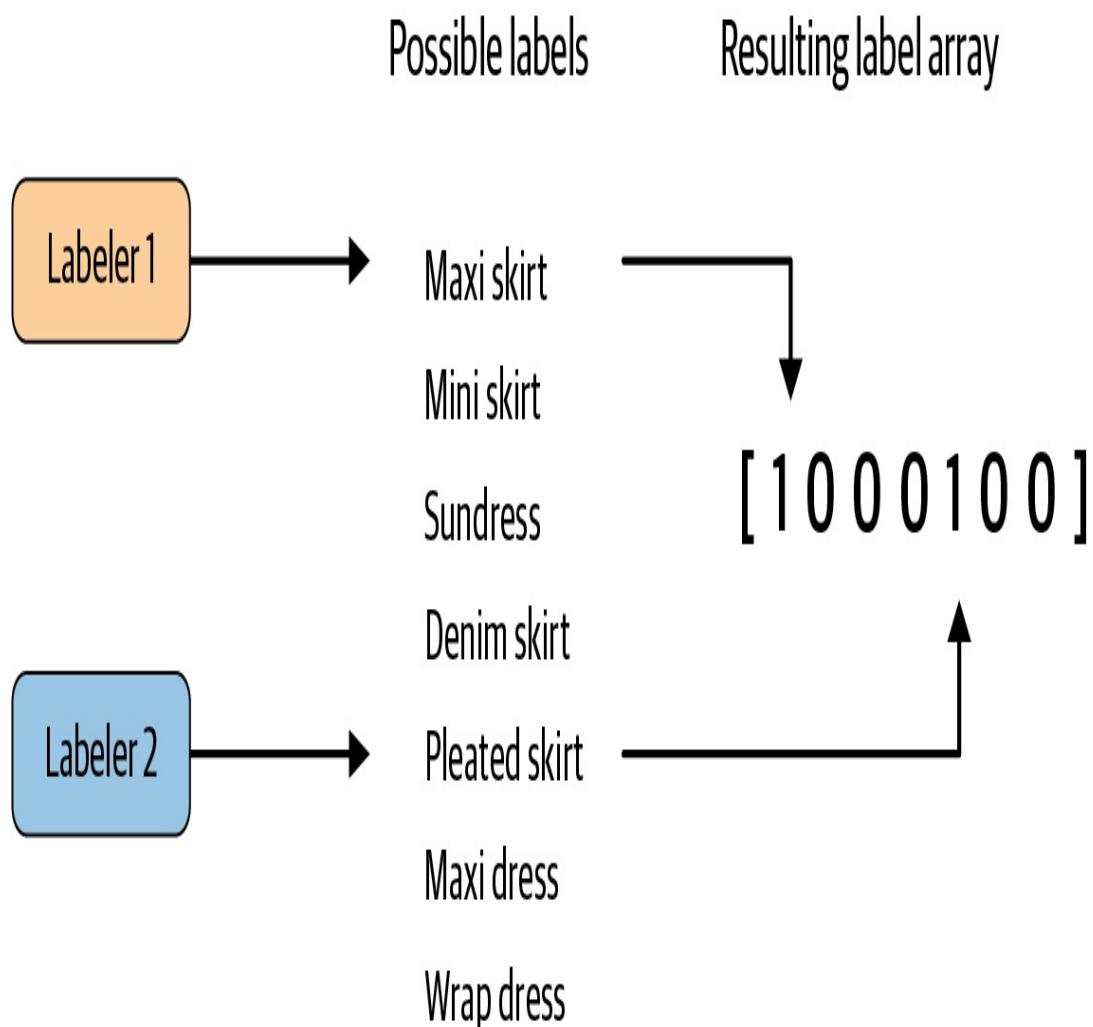 Possible labels
Resulting label array
Labeler 1
Maxi skirt
Mini skirt
[ 1 0 0 0 1 0 0 ]
Sundress
Denim skirt
Labeler 2
Pleated skirt
Maxi dress
Wrap dress